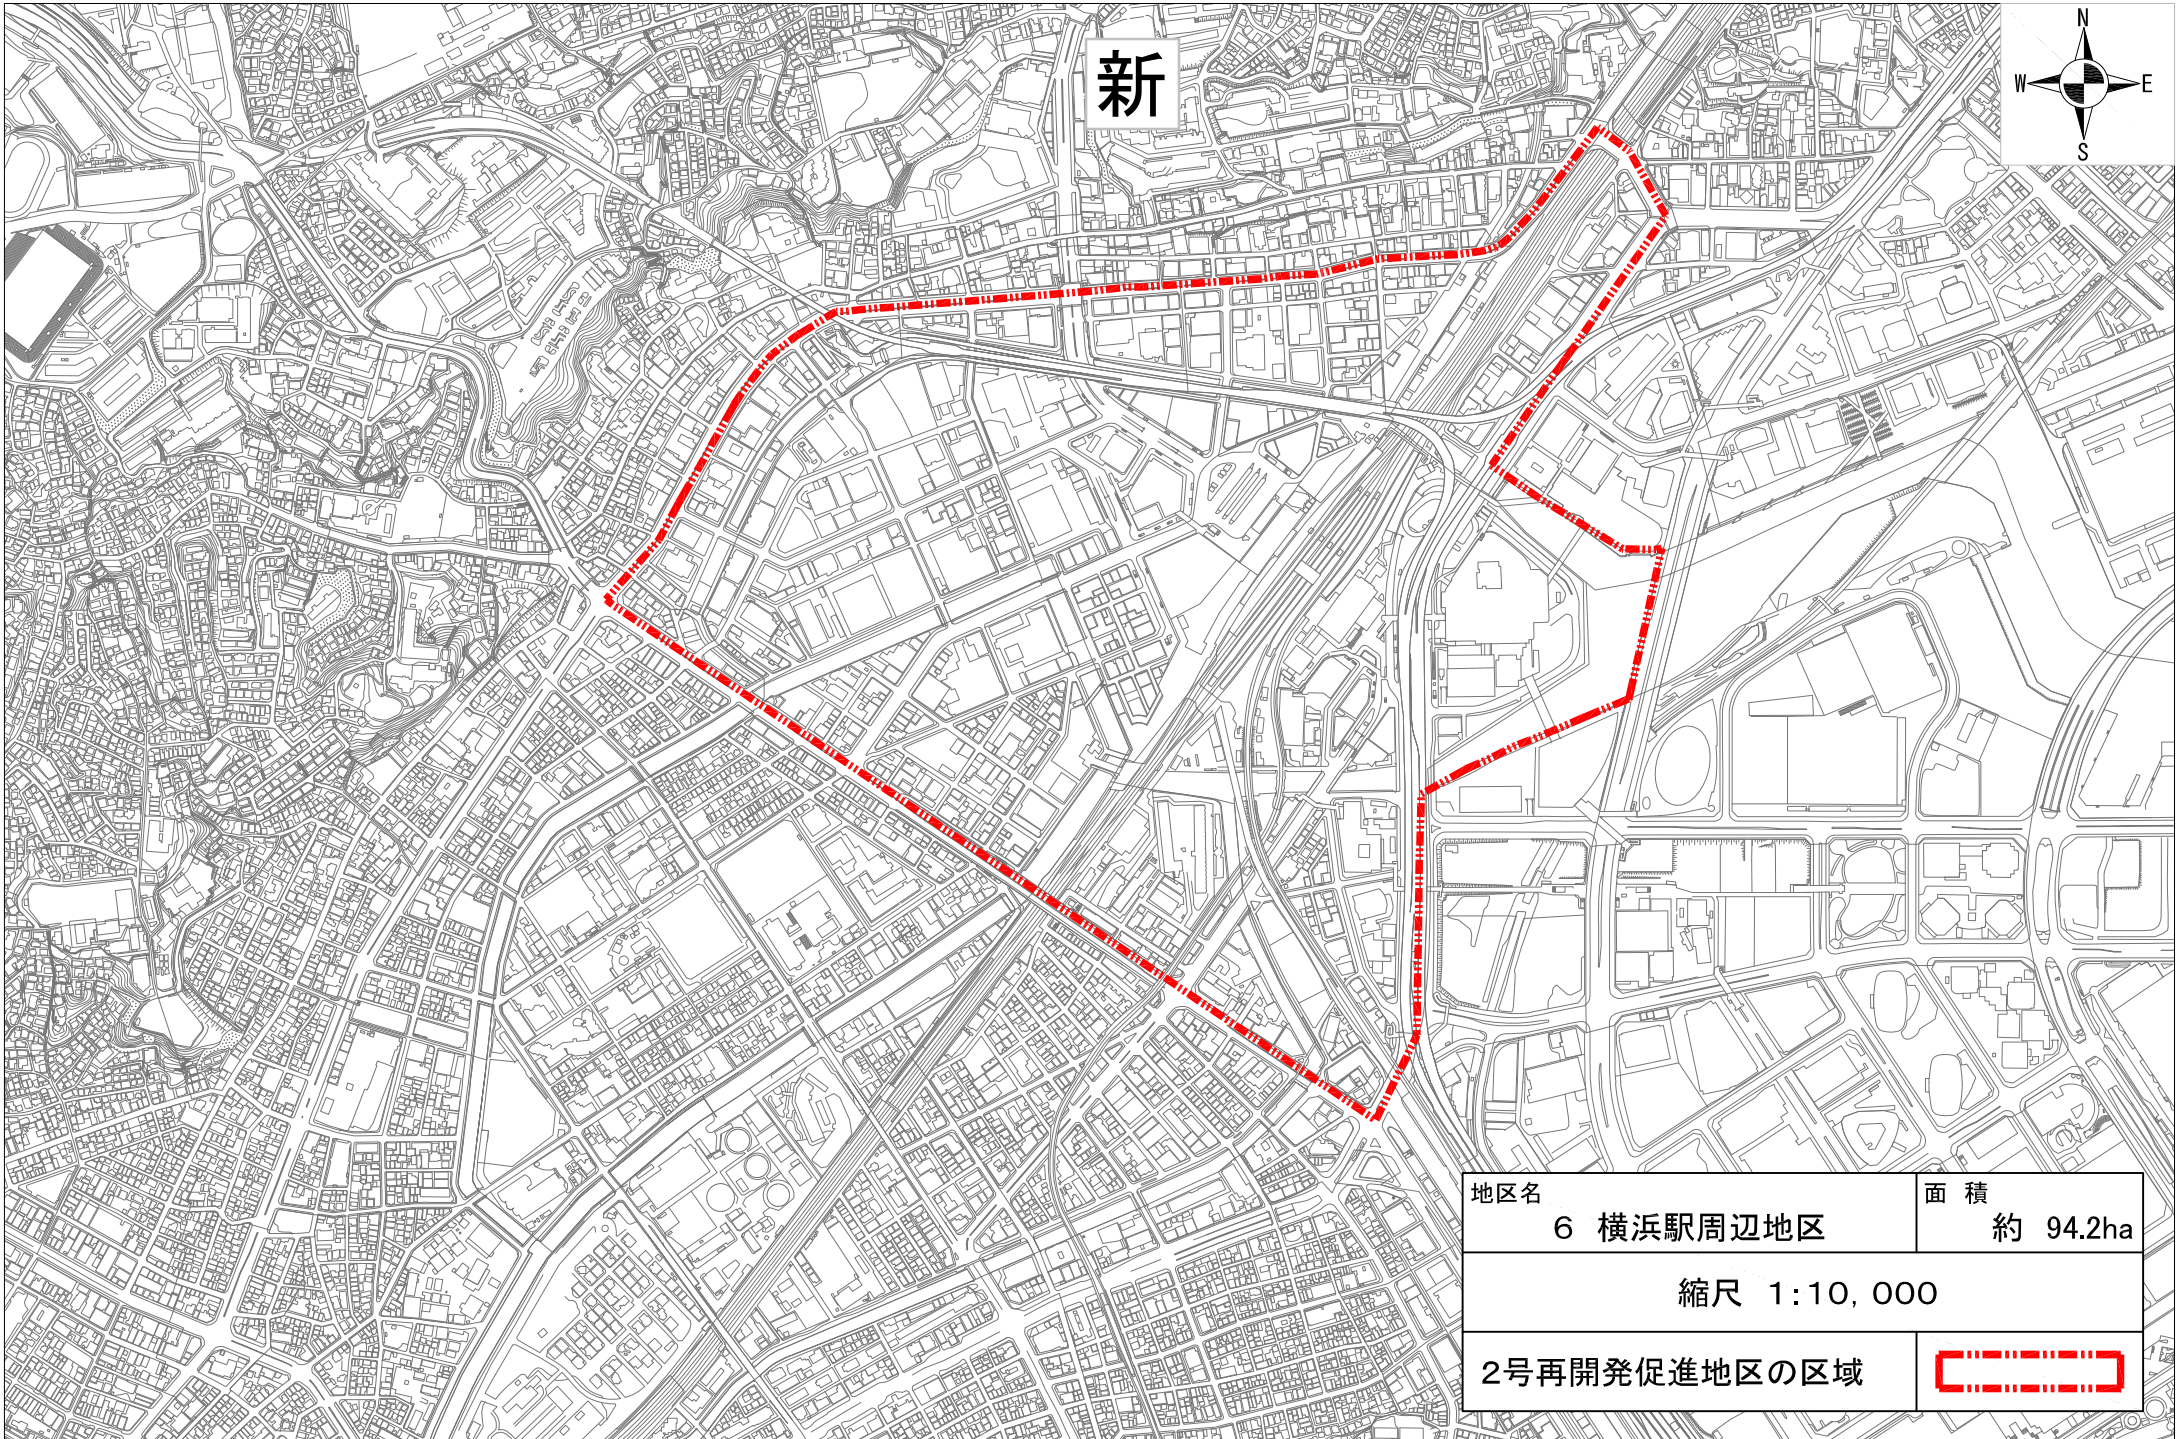 新
N
W E
S
地区名
6 横浜駅周辺地区
面 積
約 94.2ha
縮尺 1:10,000
2号再開発促進地区の区域